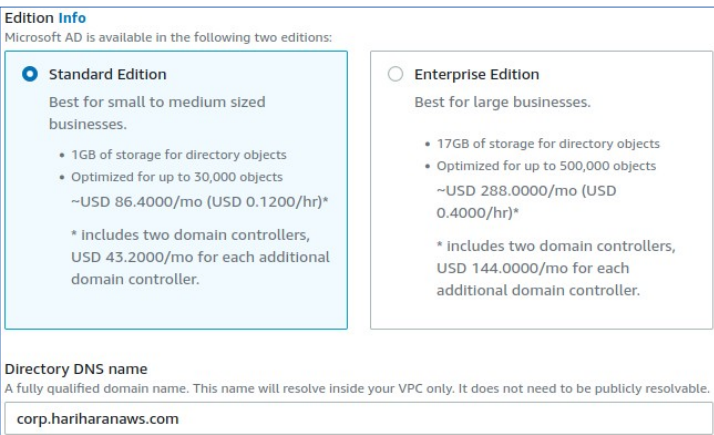 Edition Info
Microsoft AD is available in the following two editions:
Standard Edition
Best for small to medium sized
businesses.
• 1GB of storage for directory objects
• Optimized for up to 30,000 objects
~USD 86.4000/mo (USD 0.1200/hr)*
* includes two domain controllers,
USD 43.2000/mo for each additional
domain controller.
Enterprise Edition
Best for large businesses.
• 17GB of storage for directory objects
• Optimized for up to 500,000 objects
~USD 288.0000/mo (USD
0.4000/hr)*
* includes two domain controllers,
USD 144.0000/mo for each
additional domain controller.
Directory DNS name
A fully qualified domain name. This name will resolve inside your VPC only. It does not need to be publicly resolvable.
corp.hariharanaws.com